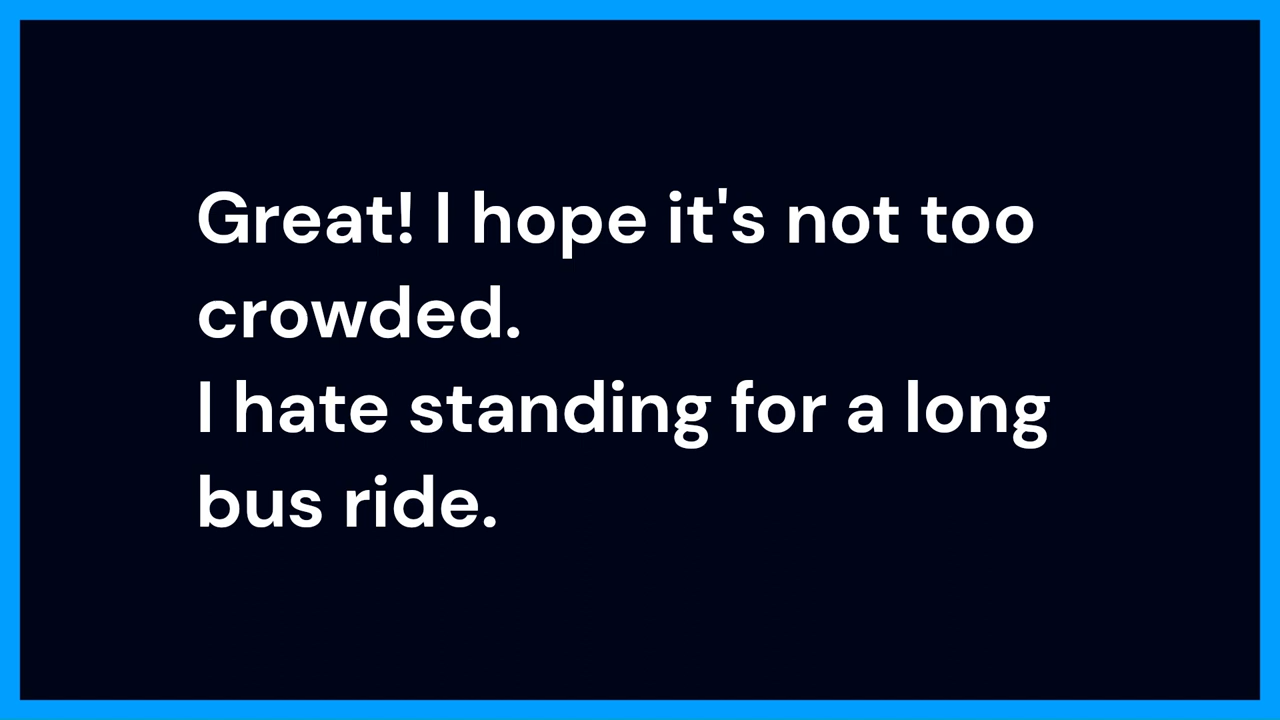 Great! I hope it's not too
crowded.
I hate standing for a long
bus ride.